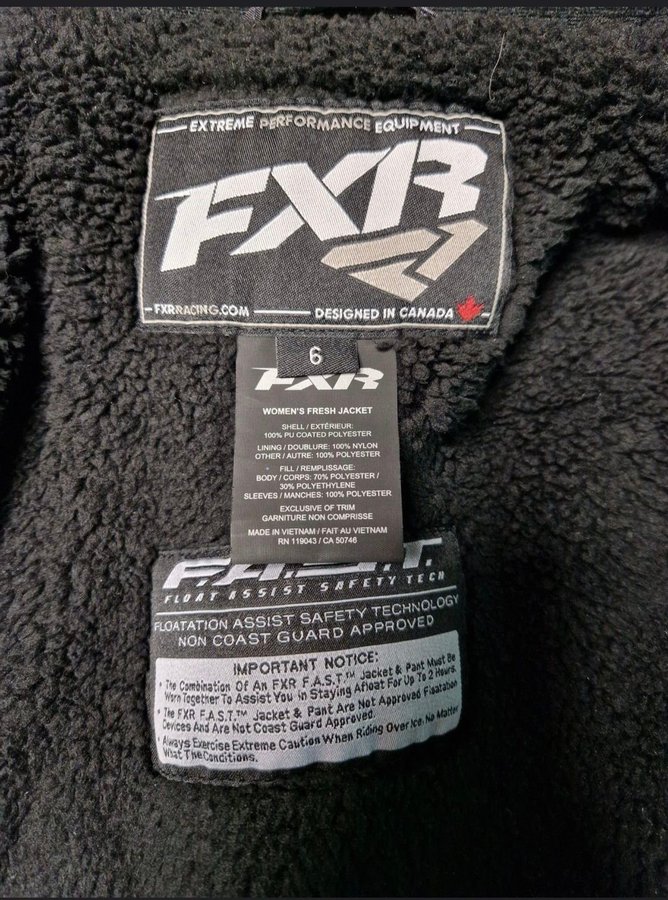 EXTREME PERFORMANCE EQUIPMENT
FXR
FXRRACING.COM
DESIGNED IN CANADA
6
FXR
WOMEN'S FRESH JACKET
SHELL / EXTÉRIEUR:
100% PU COATED POLYESTER
LINING / DOUBLURE: 100% NYLON
OTHER / AUTRE: 100% POLYESTER
FILL / REMPLISSAGE:
BODY / CORPS: 70% POLYESTER /
30% POLYETHYLENE
SLEEVES / MANCHES: 100% POLYESTER
EXCLUSIVE OF TRIM
GARNITURE NON COMPRISE
MADE IN VIETNAM / FAIT AU VIETNAM
RN 119043 / CA 50746
F.A.S.T.
FLOAT ASSIST SAFETY TECH
FLOATATION ASSIST SAFETY TECHNOLOGY
NON COAST GUARD APPROVED
IMPORTANT NOTICE:
• The Combination Of An FXR F.A.S.T.™ Jacket & Pant Must Be
Worn Together To Assist You in Staying Afloat For Up To 2 Hours.
• The FXR F.A.S.T.™ Jacket & Pants Are Not Approved Floatation
Devices And Are Not Coast Guard Approved.
Always Exercise Extreme Caution When Riding Over Ice. No Matter
What The Conditions.